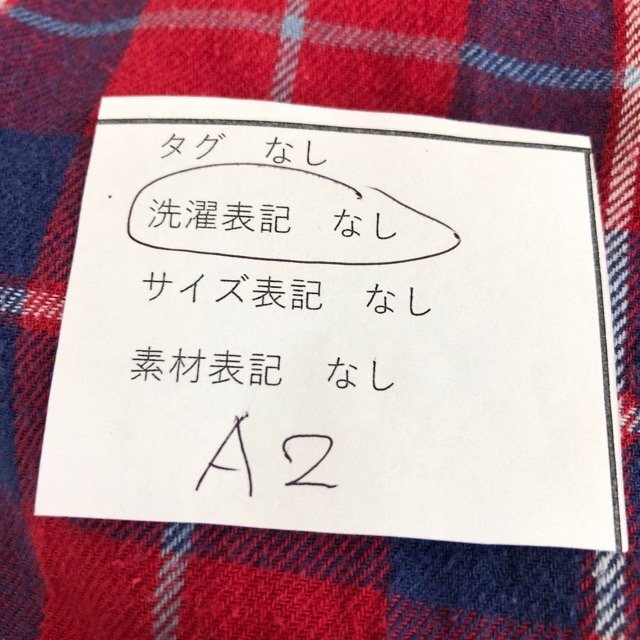 タグ なし
洗濯表記 なし
サイズ表記 なし
素材表記 なし
A2